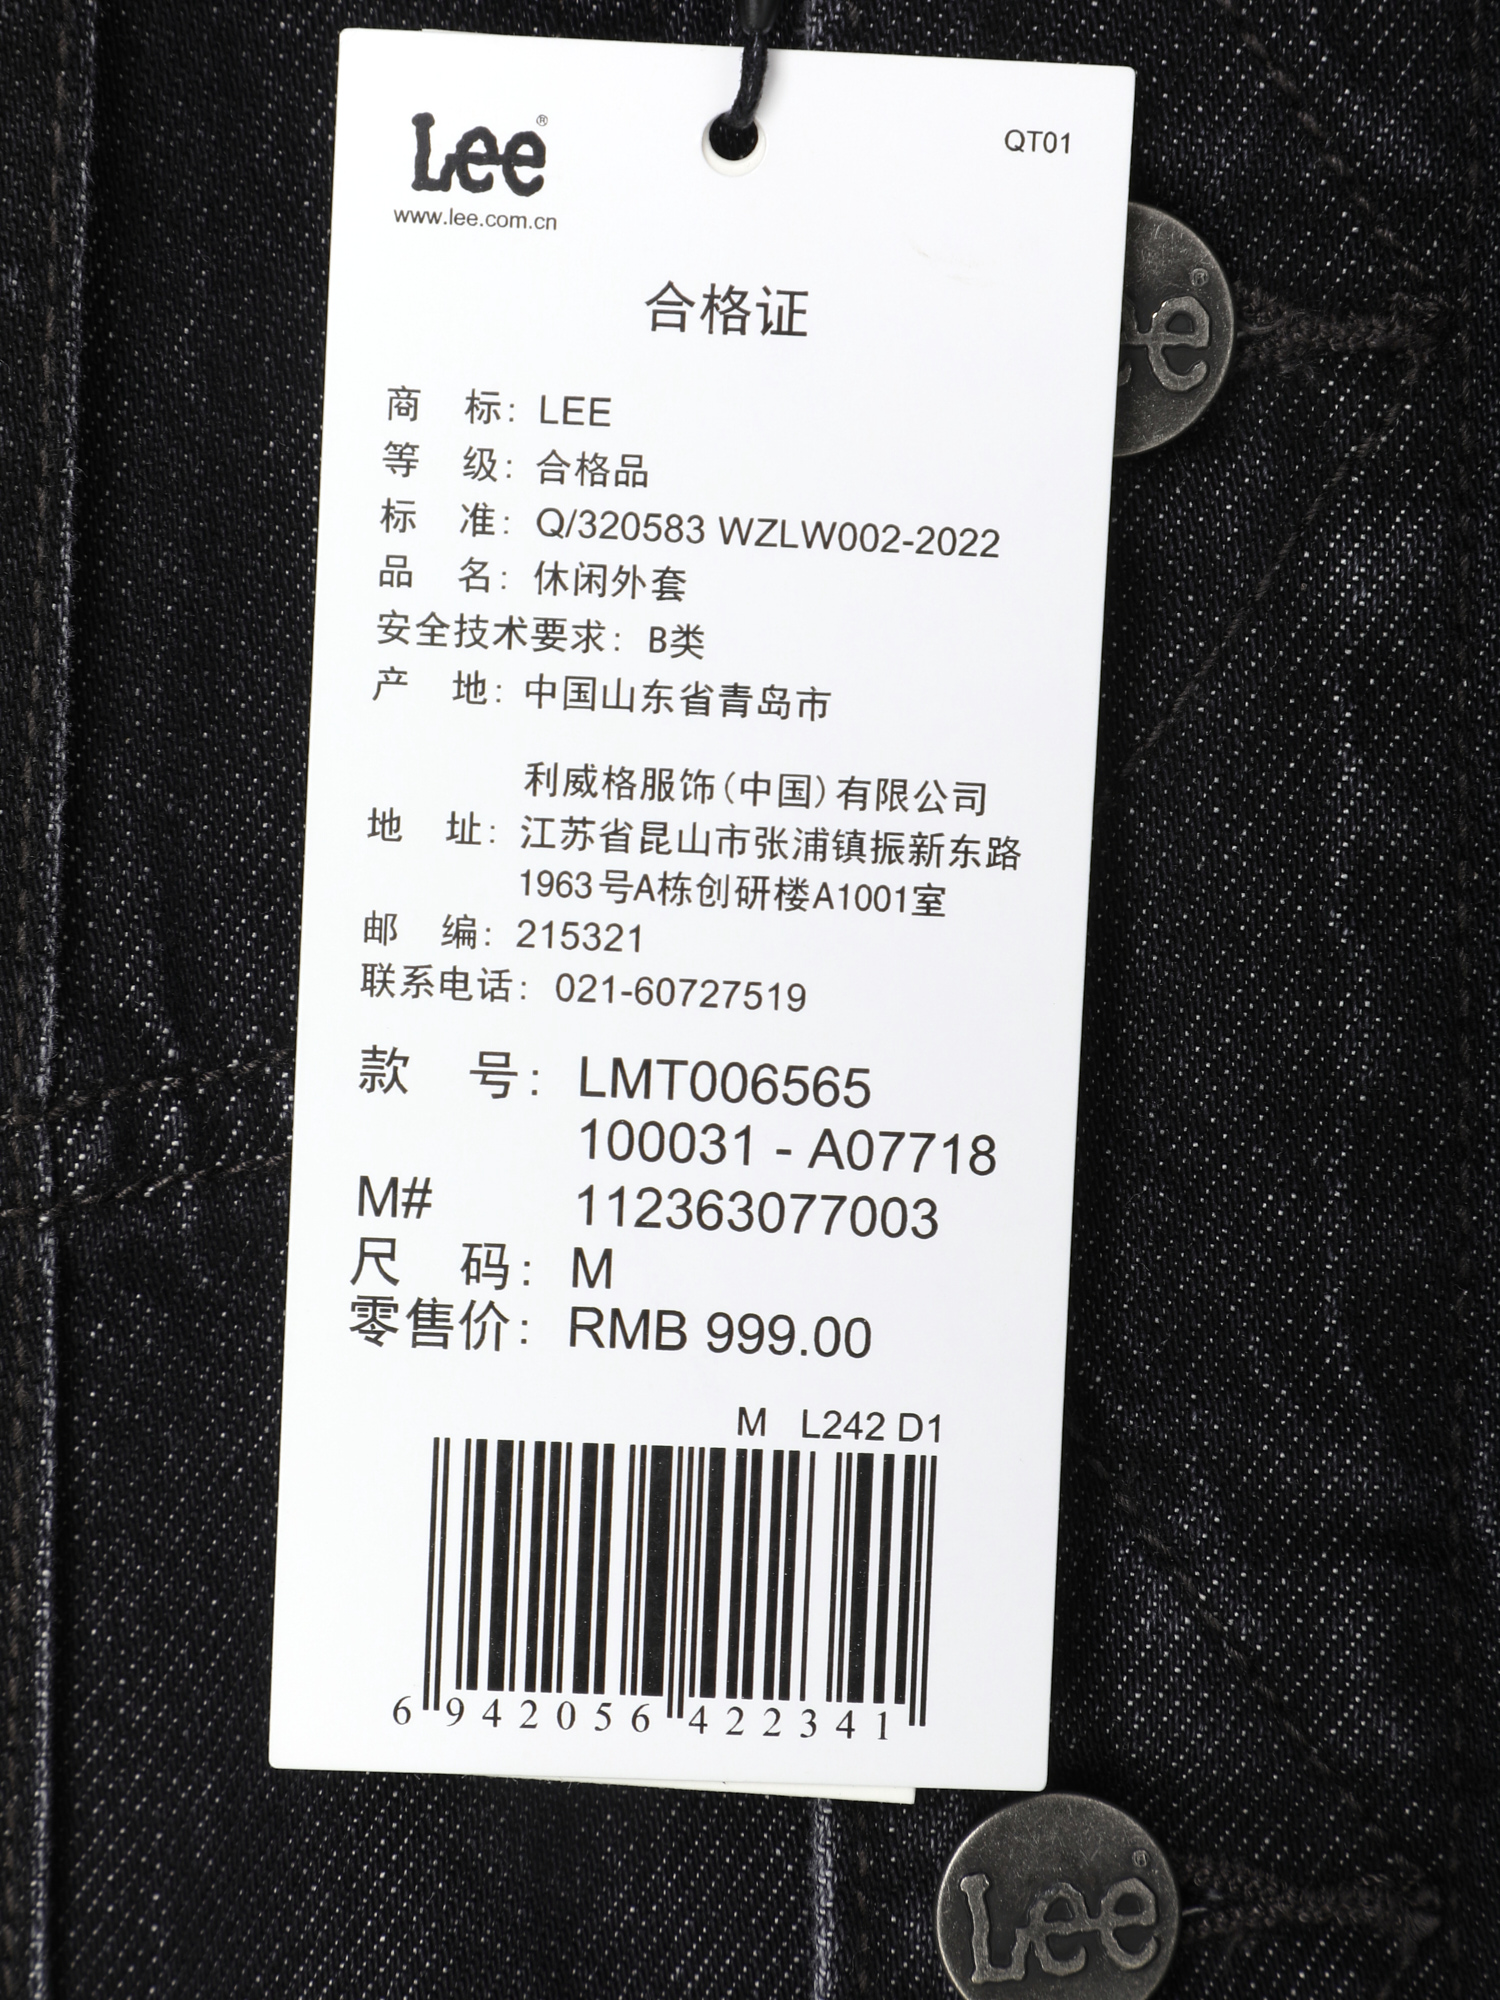 Lee®
www.lee.com.cn
QT01
合格证
商 标: LEE
等 级: 合格品
标 准: Q/320583 WZLW002-2022
品 名: 休闲外套
安全技术要求: B类
产 地: 中国山东省青岛市
利威格服饰(中国)有限公司
地 址: 江苏省昆山市张浦镇振新东路
1963号A栋创研楼A1001室
邮 编: 215321
联系电话: 021-60727519
款 号: LMT006565
100031 - A07718
M# 112363077003
尺 码: M
零售价: RMB 999.00
M L242 D1
6 942056 422341
ee®
Lee®